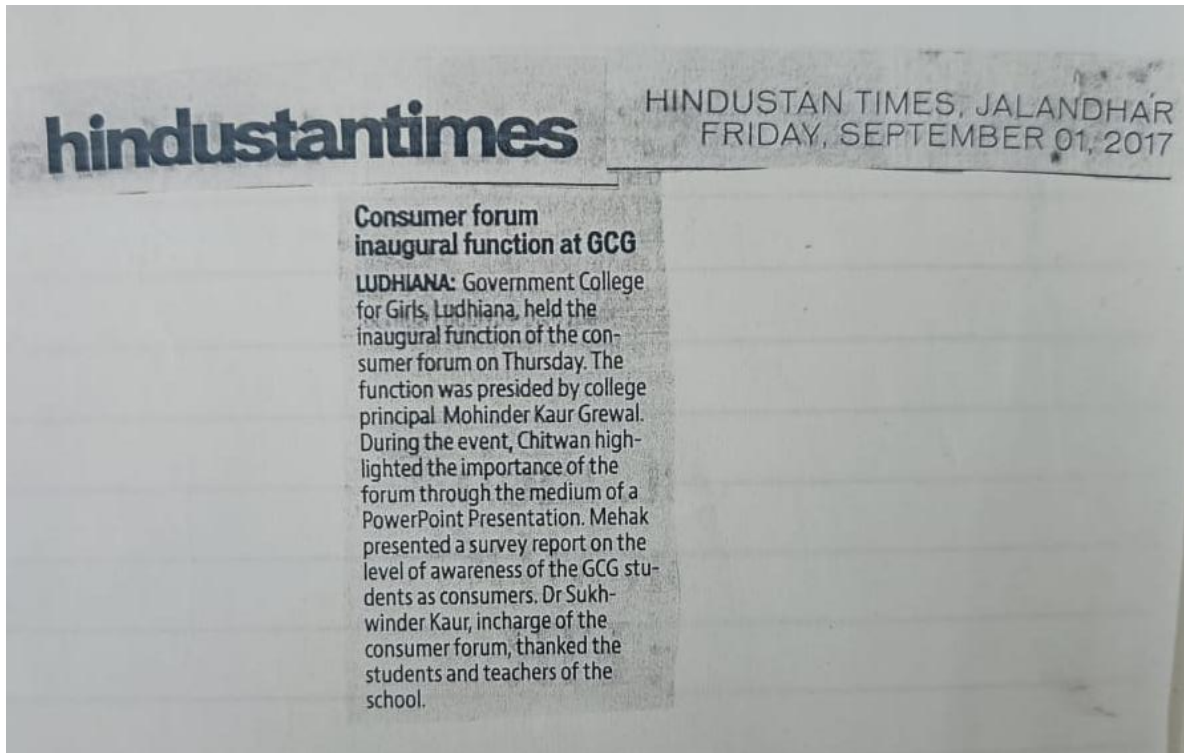 hindustantimes
HINDUSTAN TIMES, JALANDHAR
FRIDAY, SEPTEMBER 01, 2017
Consumer forum
inaugural function at GCG
LUDHIANA: Government College
for Girls, Ludhiana, held the
inaugural function of the con-
sumer forum on Thursday. The
function was presided by college
principal Mohinder Kaur Grewal.
During the event, Chitwan high-
lighted the importance of the
forum through the medium of a
PowerPoint Presentation. Mehak
presented a survey report on the
level of awareness of the GCG stu-
dents as consumers. Dr Sukh-
winder Kaur, incharge of the
consumer forum, thanked the
students and teachers of the
school.